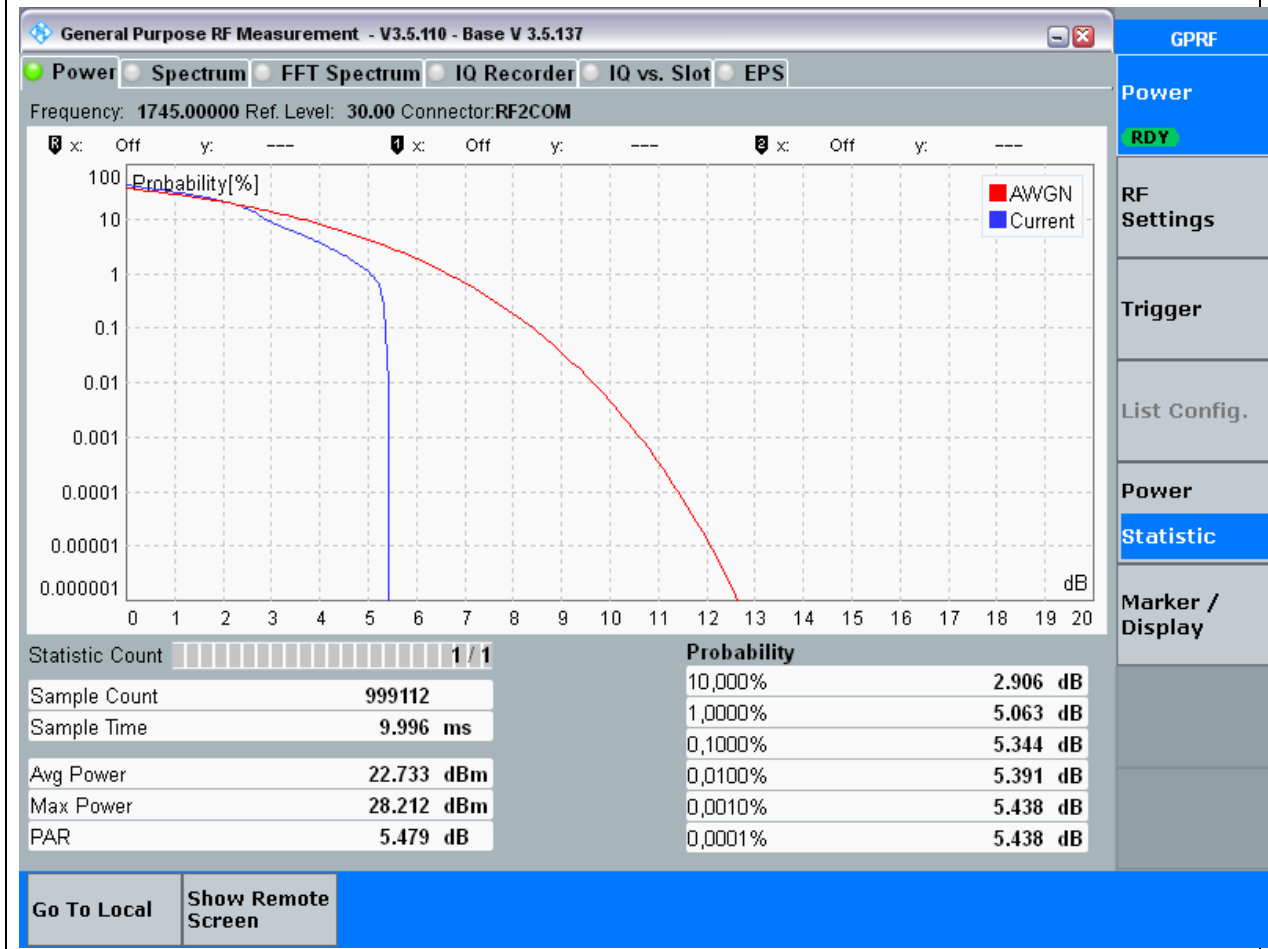 General Purpose RF Measurement - V3.5.110 - Base V 3.5.137
Power Spectrum FFT Spectrum IQ Recorder IQ vs. Slot EPS
Frequency: 1745.00000 Ref. Level: 30.00 Connector:RF2COM
R x: Off y: --- 1 x: Off y: --- 2 x: Off y: ---
Probability[%]
AWGN
Current
100
10
1
0.1
0.01
0.001
0.0001
0.00001
0.000001
dB
0 1 2 3 4 5 6 7 8 9 10 11 12 13 14 15 16 17 18 19 20
Statistic Count 1 / 1
Sample Count 999112
Sample Time 9.996 ms
Avg Power 22.733 dBm
Max Power 28.212 dBm
PAR 5.479 dB
Probability
10,000% 2.906 dB
1,0000% 5.063 dB
0,1000% 5.344 dB
0,0100% 5.391 dB
0,0010% 5.438 dB
0,0001% 5.438 dB
GPRF
Power
RDY
RF
Settings
Trigger
List Config.
Power
Statistic
Marker /
Display
Go To Local
Show Remote
Screen